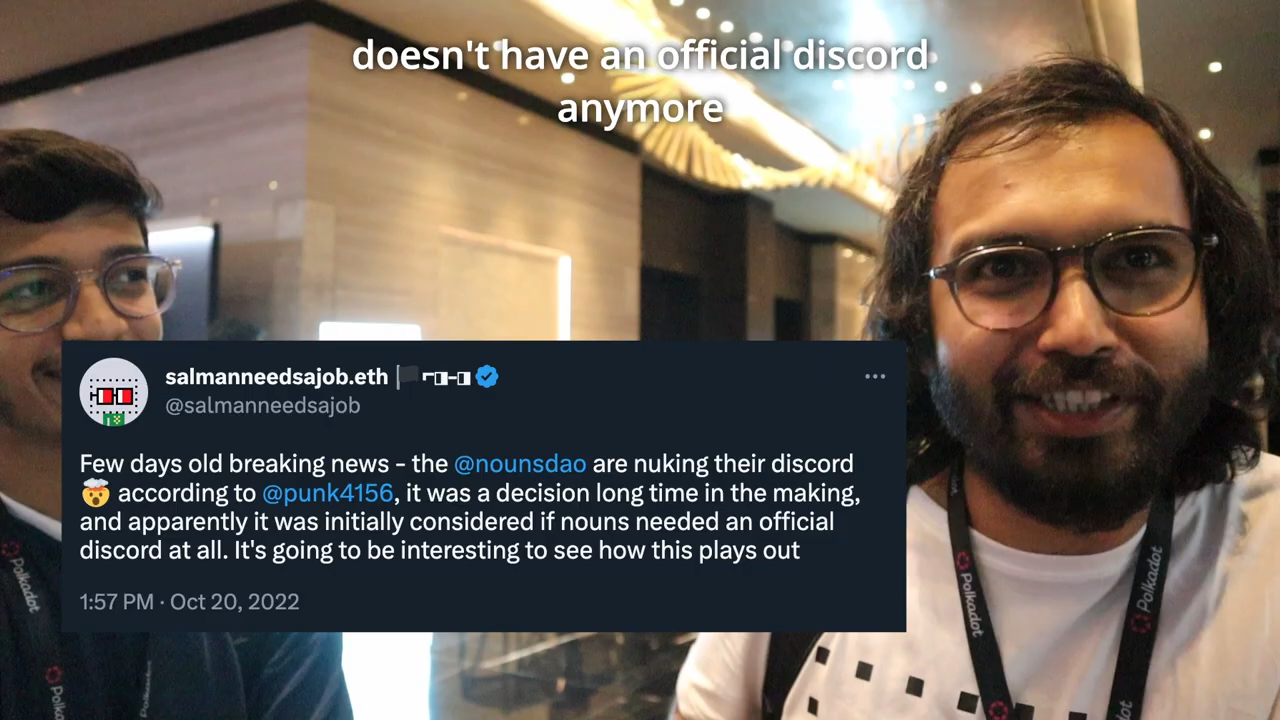 doesn't have an official discord
anymore
salmanneedsajob.eth
@salmanneedsajob
Few days old breaking news - the @nounsdao are nuking their discord
🤯 according to @punk4156, it was a decision long time in the making,
and apparently it was initially considered if nouns needed an official
discord at all. It's going to be interesting to see how this plays out
1:57 PM · Oct 20, 2022
Polkadot
Polkadot
Polkadot